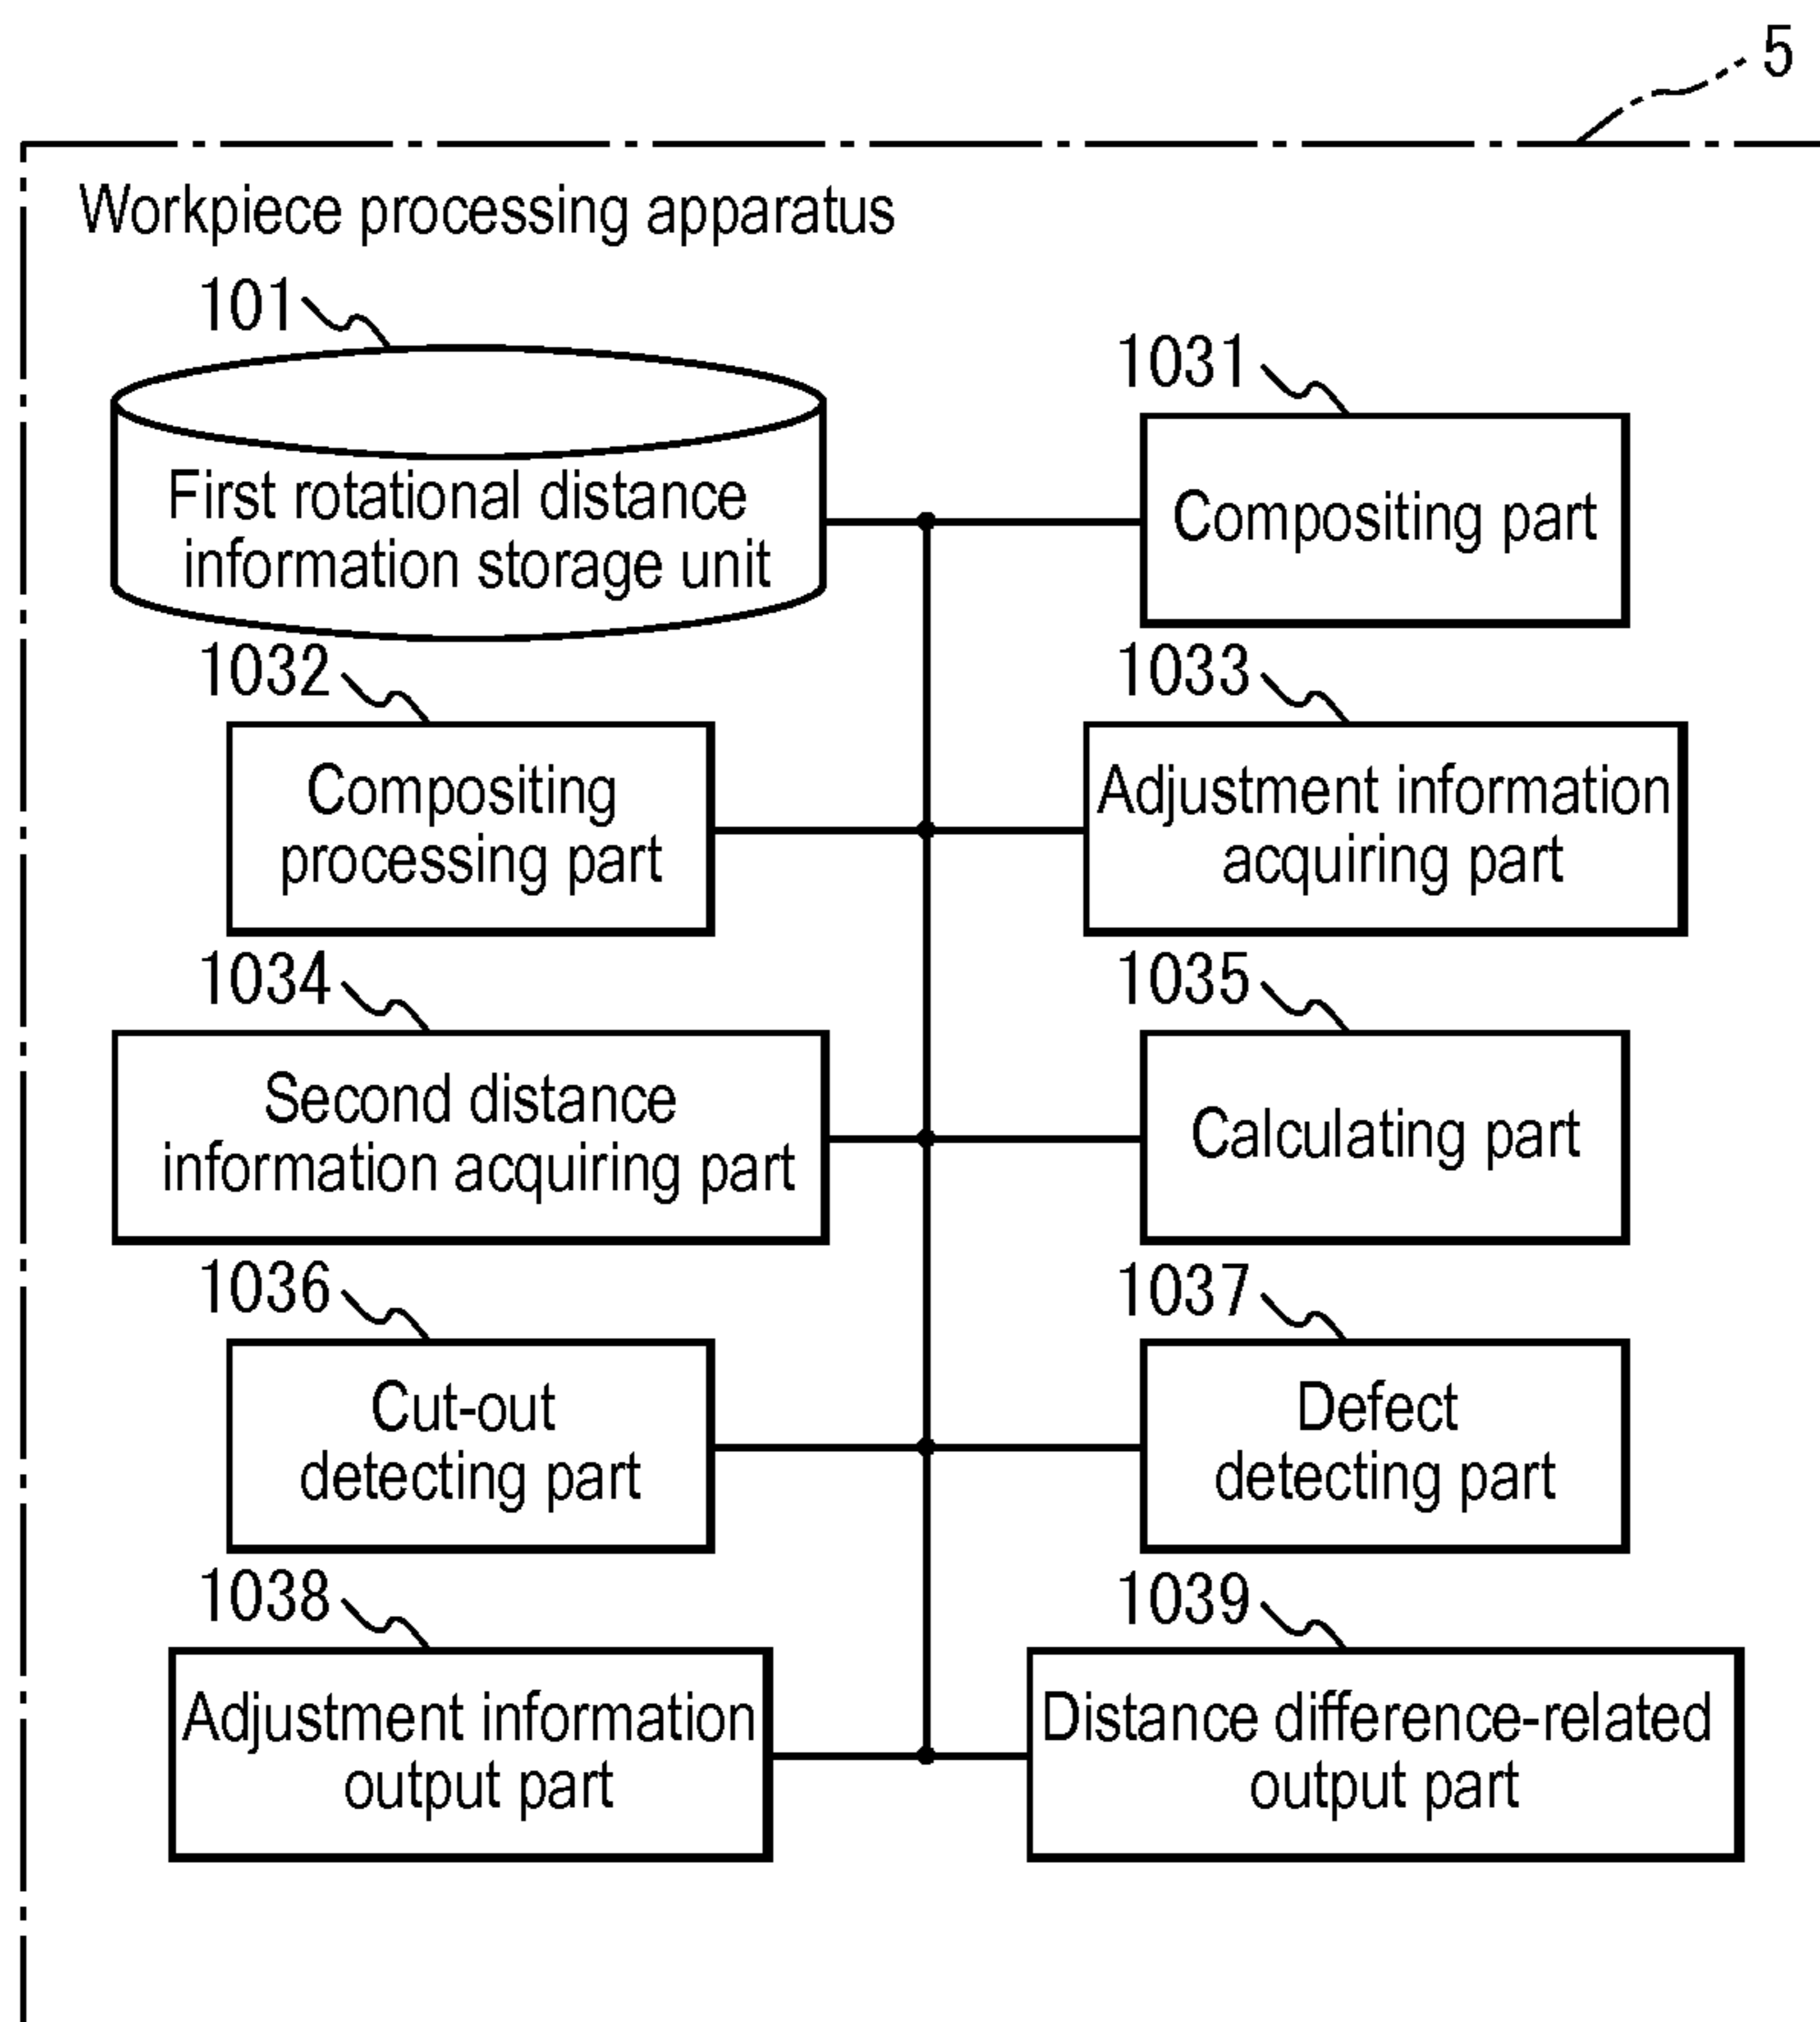 5
Workpiece processing apparatus
101
First rotational distance
information storage unit
1031
Compositing part
1032
Compositing
processing part
1033
Adjustment information
acquiring part
1034
Second distance
information acquiring part
1035
Calculating part
1036
Cut-out
detecting part
1037
Defect
detecting part
1038
Adjustment information
output part
1039
Distance difference-related
output part